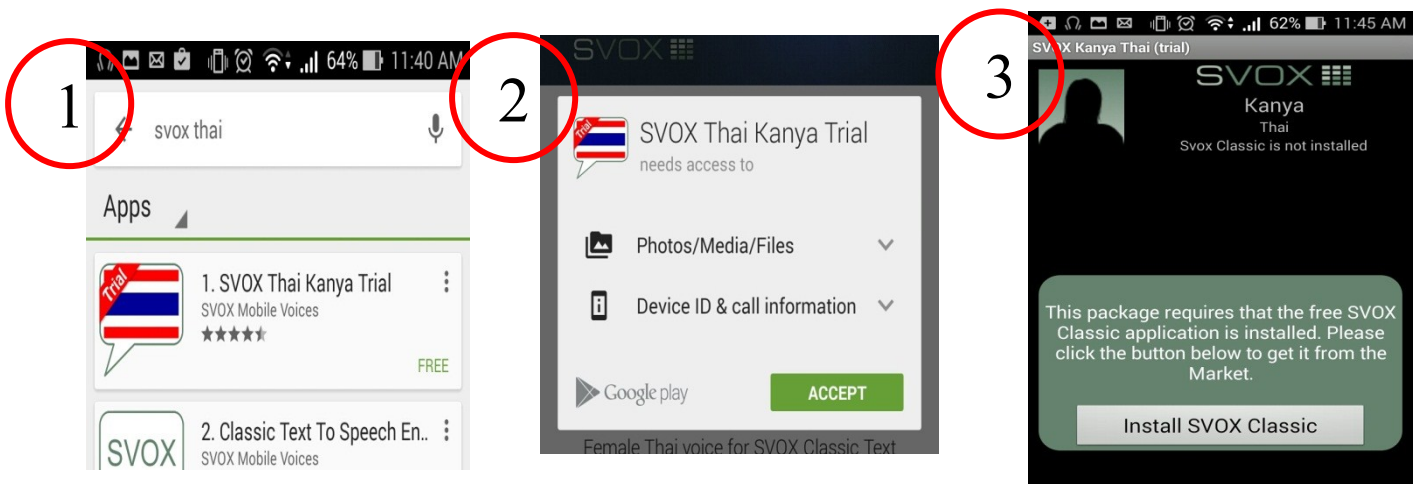 1
64% 11:40 AM
svox thai
Apps
Trial
1. SVOX Thai Kanya Trial
SVOX Mobile Voices
FREE
SVOX
2. Classic Text To Speech En..
SVOX Mobile Voices
2
SVOX
Trial
SVOX Thai Kanya Trial
needs access to
Photos/Media/Files
Device ID & call information
Google play
ACCEPT
Female Thai voice for SVOX Classic Text
3
62% 11:45 AM
SVOX Kanya Thai (trial)
SVOX
Kanya
Thai
Svox Classic is not installed
This package requires that the free SVOX
Classic application is installed. Please
click the button below to get it from the
Market.
Install SVOX Classic